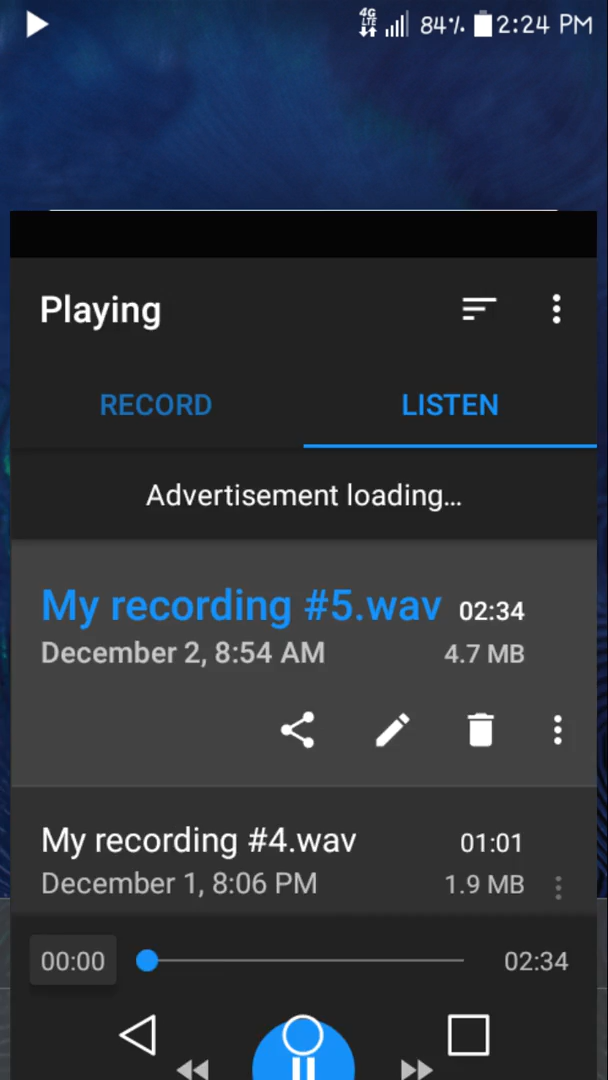 4G LTE 84% 2:24 PM
Playing
RECORD LISTEN
Advertisement loading...
My recording #5.wav 02:34
December 2, 8:54 AM 4.7 MB
My recording #4.wav 01:01
December 1, 8:06 PM 1.9 MB
00:00 02:34